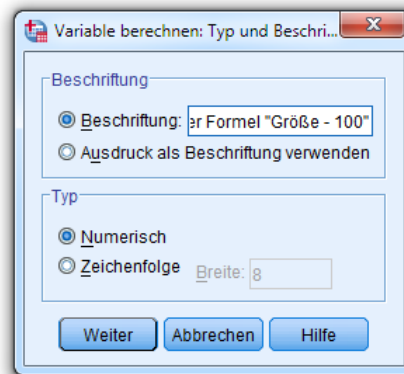 Variable berechnen: Typ und Beschri...
Beschriftung
Beschriftung: er Formel "Größe - 100"
Ausdruck als Beschriftung verwenden
Typ
Numerisch
Zeichenfolge Breite: 8
Weiter Abbrechen Hilfe